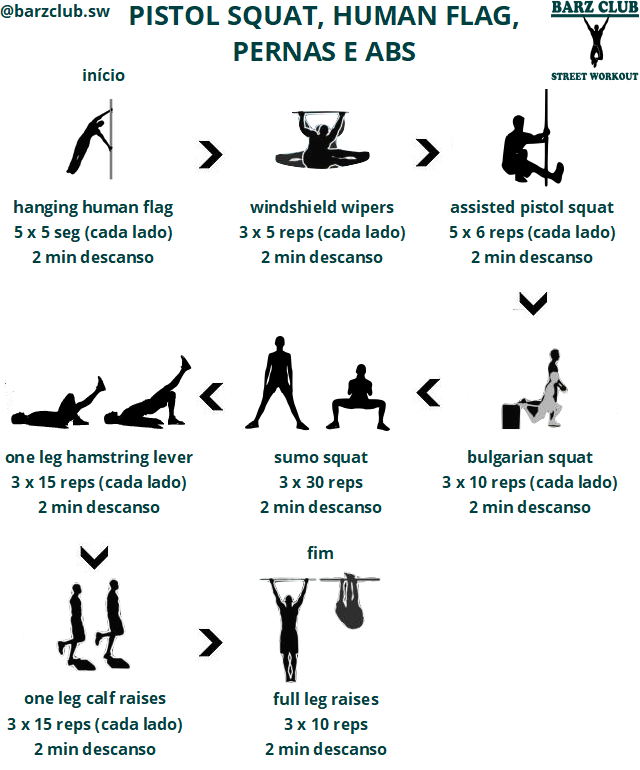 @barzclub.sw
PISTOL SQUAT, HUMAN FLAG,
PERNAS E ABS
BARZ CLUB
STREET WORKOUT
início
hanging human flag
5 x 5 seg (cada lado)
2 min descanso
windshield wipers
3 x 5 reps (cada lado)
2 min descanso
assisted pistol squat
5 x 6 reps (cada lado)
2 min descanso
bulgarian squat
3 x 10 reps (cada lado)
2 min descanso
sumo squat
3 x 30 reps
2 min descanso
one leg hamstring lever
3 x 15 reps (cada lado)
2 min descanso
one leg calf raises
3 x 15 reps (cada lado)
2 min descanso
fim
full leg raises
3 x 10 reps
2 min descanso